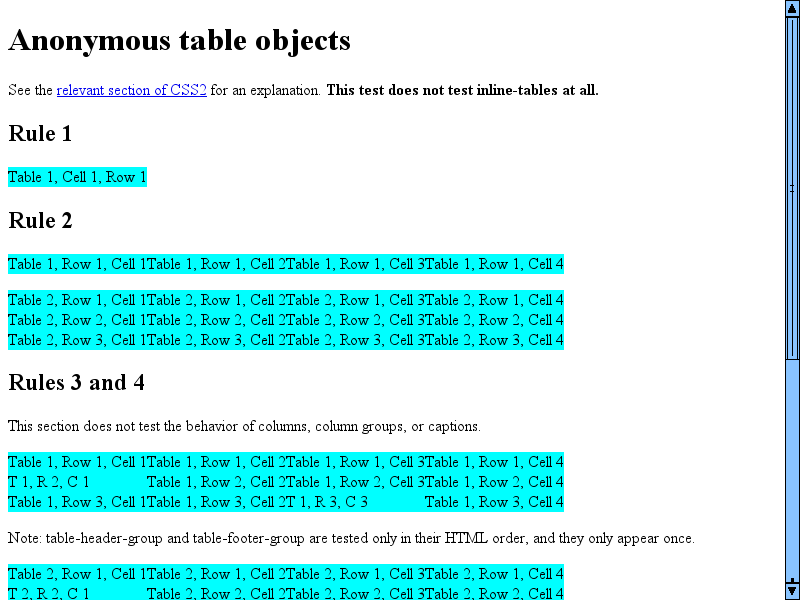 Anonymous table objects
See the relevant section of CSS2 for an explanation. This test does not test inline-tables at all.
Rule 1
Table 1, Cell 1, Row 1
Rule 2
Table 1, Row 1, Cell 1Table 1, Row 1, Cell 2Table 1, Row 1, Cell 3Table 1, Row 1, Cell 4
Table 2, Row 1, Cell 1Table 2, Row 1, Cell 2Table 2, Row 1, Cell 3Table 2, Row 1, Cell 4
Table 2, Row 2, Cell 1Table 2, Row 2, Cell 2Table 2, Row 2, Cell 3Table 2, Row 2, Cell 4
Table 2, Row 3, Cell 1Table 2, Row 3, Cell 2Table 2, Row 3, Cell 3Table 2, Row 3, Cell 4
Rules 3 and 4
This section does not test the behavior of columns, column groups, or captions.
Table 1, Row 1, Cell 1Table 1, Row 1, Cell 2Table 1, Row 1, Cell 3Table 1, Row 1, Cell 4
T 1, R 2, C 1 Table 1, Row 2, Cell 2Table 1, Row 2, Cell 3Table 1, Row 2, Cell 4
Table 1, Row 3, Cell 1Table 1, Row 3, Cell 2T 1, R 3, C 3 Table 1, Row 3, Cell 4
Note: table-header-group and table-footer-group are tested only in their HTML order, and they only appear once.
Table 2, Row 1, Cell 1Table 2, Row 1, Cell 2Table 2, Row 1, Cell 3Table 2, Row 1, Cell 4
T 2, R 2, C 1 Table 2, Row 2, Cell 2Table 2, Row 2, Cell 3Table 2, Row 2, Cell 4